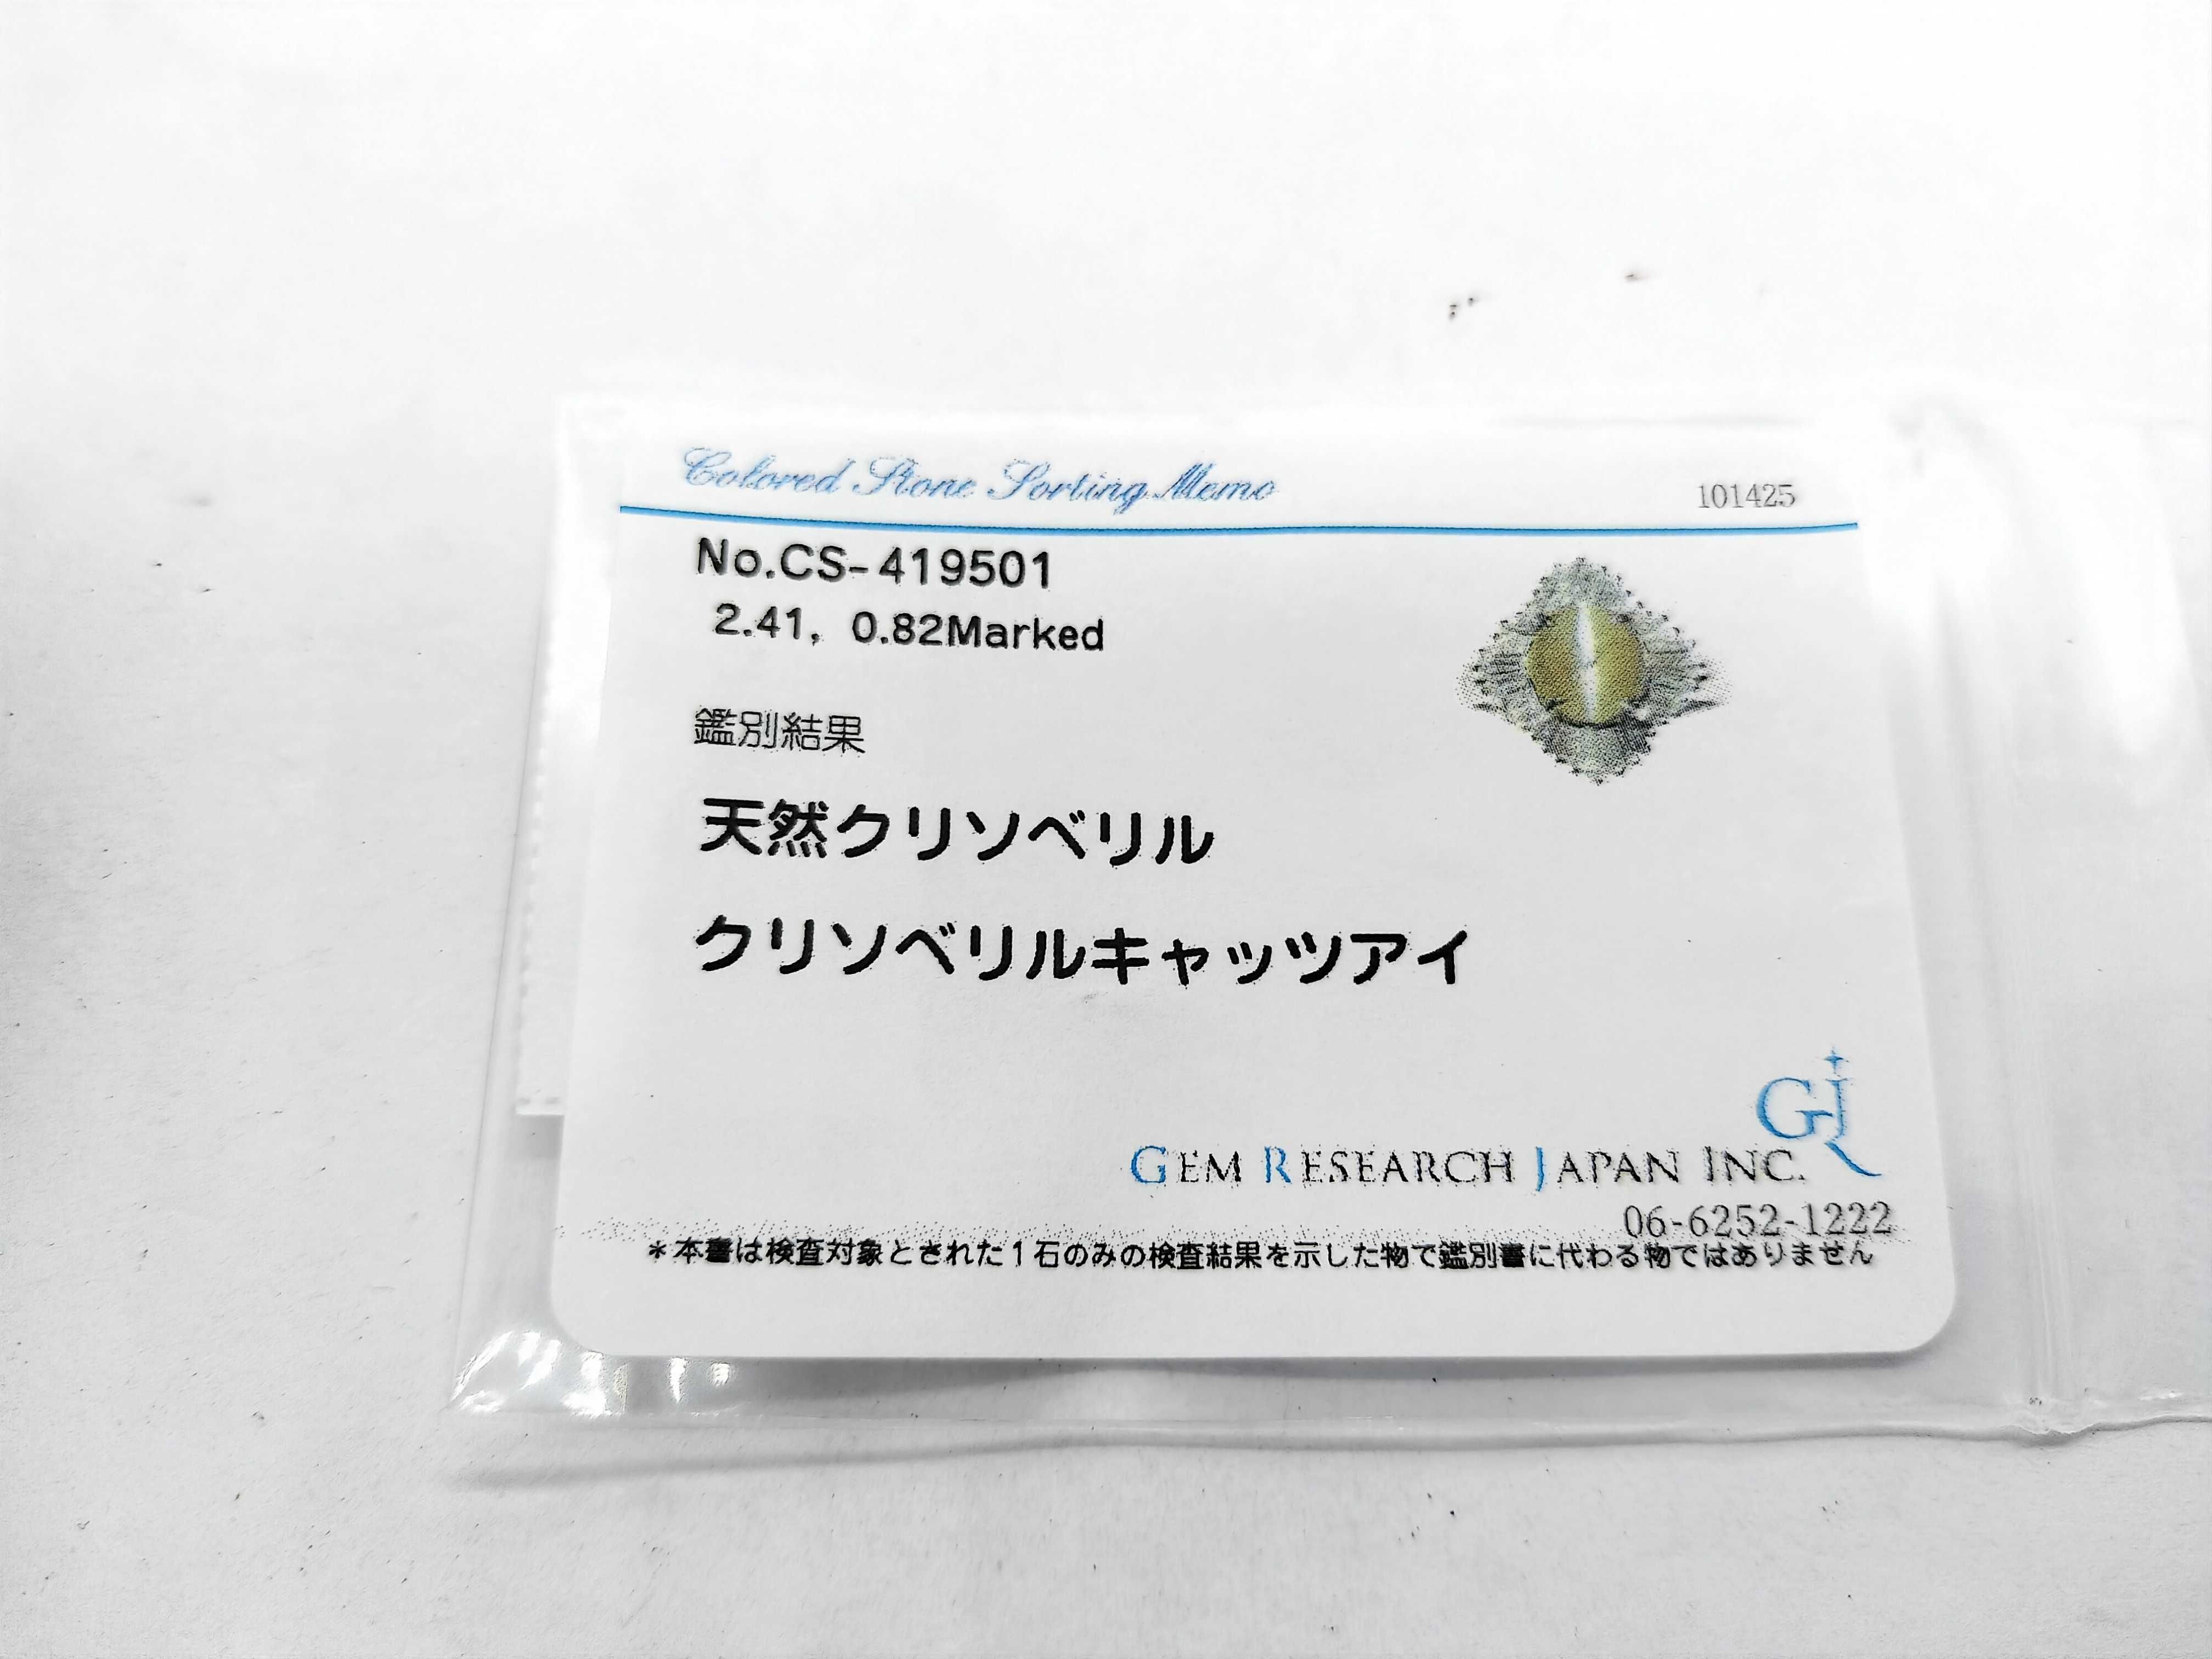 Colored Stone Sorting Memo
101425
No.CS-419501
2.41, 0.82Marked
鑑別結果
天然クリソベリル
クリソベリルキャッツアイ
GJR
GEM RESEARCH JAPAN INC.
06-6252-1222
*本書は検査対象とされた1石のみの検査結果を示した物で鑑別書に代わる物ではありません